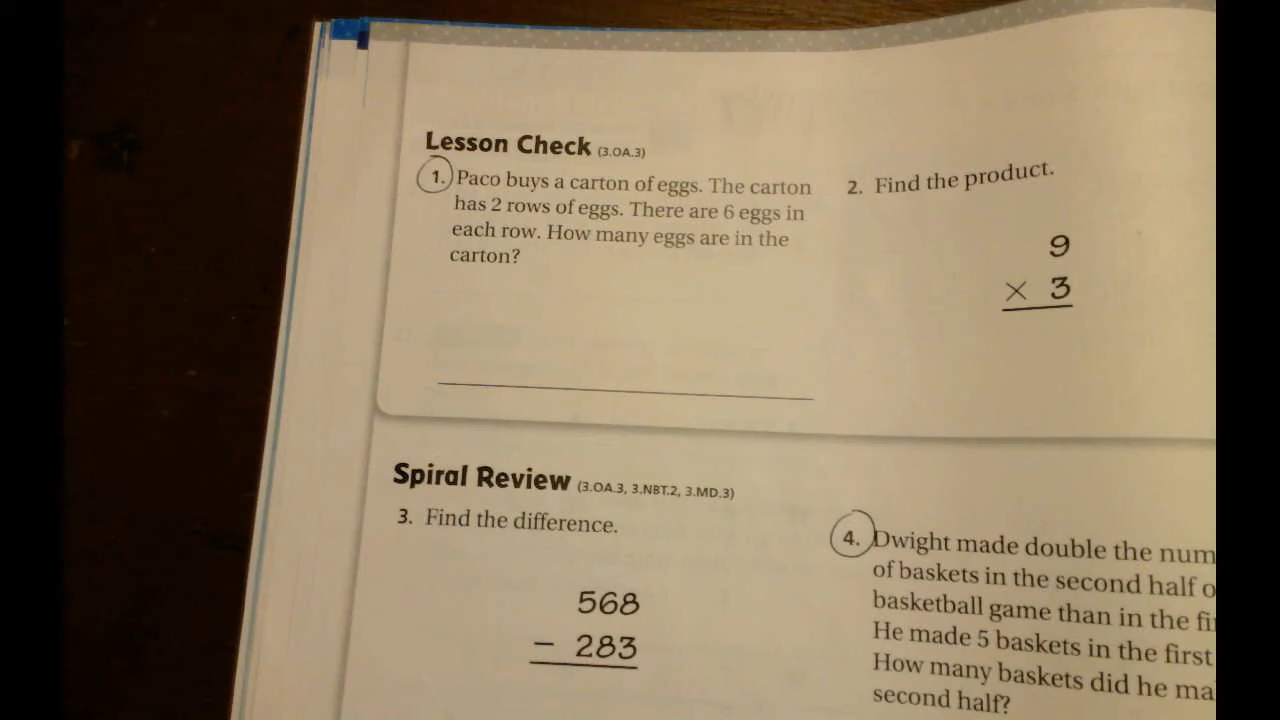 Lesson Check (3.OA.3)
1. Paco buys a carton of eggs. The carton
has 2 rows of eggs. There are 6 eggs in
each row. How many eggs are in the
carton?
2. Find the product.
9
× 3
Spiral Review (3.OA.3, 3.NBT.2, 3.MD.3)
3. Find the difference.
568
− 283
4. Dwight made double the num
of baskets in the second half o
basketball game than in the fi
He made 5 baskets in the first
How many baskets did he ma
second half?